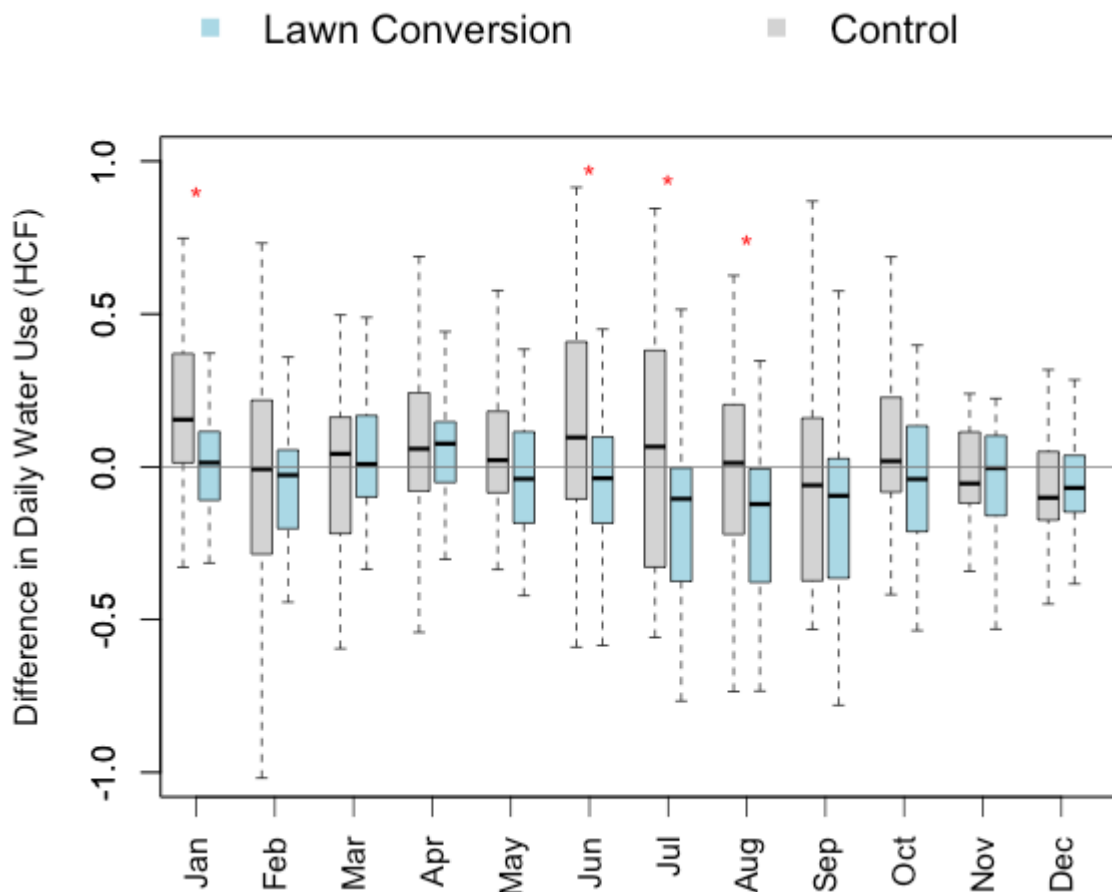 Lawn Conversion
Control
Difference in Daily Water Use (HCF)
1.0
0.5
0.0
-0.5
-1.0
*
*
*
*
Jan
Feb
Mar
Apr
May
Jun
Jul
Aug
Sep
Oct
Nov
Dec